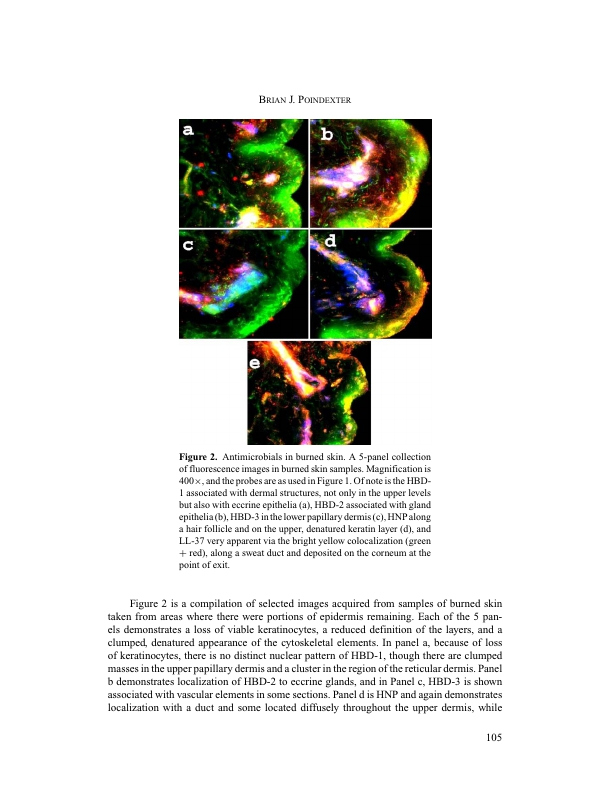 BRIAN J. POINDEXTER
a
b
c
d
e
Figure 2. Antimicrobials in burned skin. A 5-panel collection
of fluorescence images in burned skin samples. Magnification is
400×, and the probes are as used in Figure 1. Of note is the HBD-
1 associated with dermal structures, not only in the upper levels
but also with eccrine epithelia (a), HBD-2 associated with gland
epithelia (b), HBD-3 in the lower papillary dermis (c), HNP along
a hair follicle and on the upper, denatured keratin layer (d), and
LL-37 very apparent via the bright yellow colocalization (green
+ red), along a sweat duct and deposited on the corneum at the
point of exit.
Figure 2 is a compilation of selected images acquired from samples of burned skin
taken from areas where there were portions of epidermis remaining. Each of the 5 pan-
els demonstrates a loss of viable keratinocytes, a reduced definition of the layers, and a
clumped, denatured appearance of the cytoskeletal elements. In panel a, because of loss
of keratinocytes, there is no distinct nuclear pattern of HBD-1, though there are clumped
masses in the upper papillary dermis and a cluster in the region of the reticular dermis. Panel
b demonstrates localization of HBD-2 to eccrine glands, and in Panel c, HBD-3 is shown
associated with vascular elements in some sections. Panel d is HNP and again demonstrates
localization with a duct and some located diffusely throughout the upper dermis, while
105